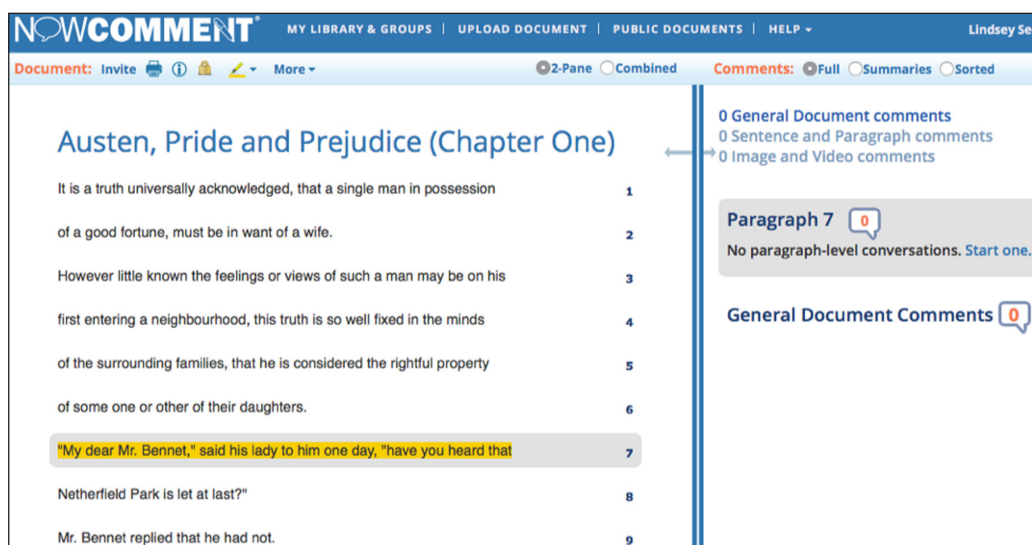 NOWCOMMENT® MY LIBRARY & GROUPS | UPLOAD DOCUMENT | PUBLIC DOCUMENTS | HELP Lindsey Se
Document: Invite More 2-Pane Combined Comments: Full Summaries Sorted
0 General Document comments
0 Sentence and Paragraph comments
0 Image and Video comments
Paragraph 7 0
No paragraph-level conversations. Start one.
General Document Comments 0
Austen, Pride and Prejudice (Chapter One)
It is a truth universally acknowledged, that a single man in possession 1
of a good fortune, must be in want of a wife. 2
However little known the feelings or views of such a man may be on his 3
first entering a neighbourhood, this truth is so well fixed in the minds 4
of the surrounding families, that he is considered the rightful property 5
of some one or other of their daughters. 6
"My dear Mr. Bennet," said his lady to him one day, "have you heard that 7
Netherfield Park is let at last?" 8
Mr. Bennet replied that he had not. 9